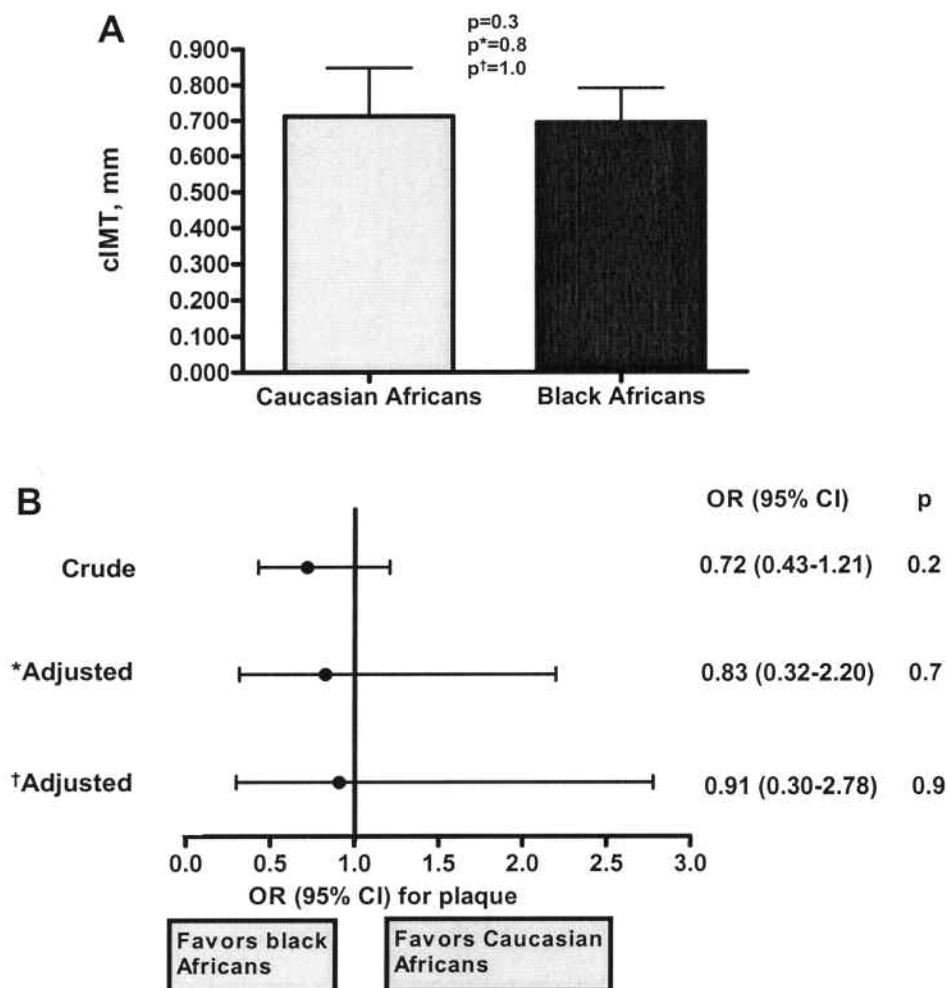 A
p=0.3
p*=0.8
p†=1.0
0.900
0.800
0.700
0.600
0.500
0.400
0.300
0.200
0.100
0.000
cIMT, mm
Caucasian Africans
Black Africans
B
OR (95% CI) p
Crude 0.72 (0.43-1.21) 0.2
*Adjusted 0.83 (0.32-2.20) 0.7
†Adjusted 0.91 (0.30-2.78) 0.9
0.0 0.5 1.0 1.5 2.0 2.5 3.0
OR (95% CI) for plaque
Favors black
Africans
Favors Caucasian
Africans